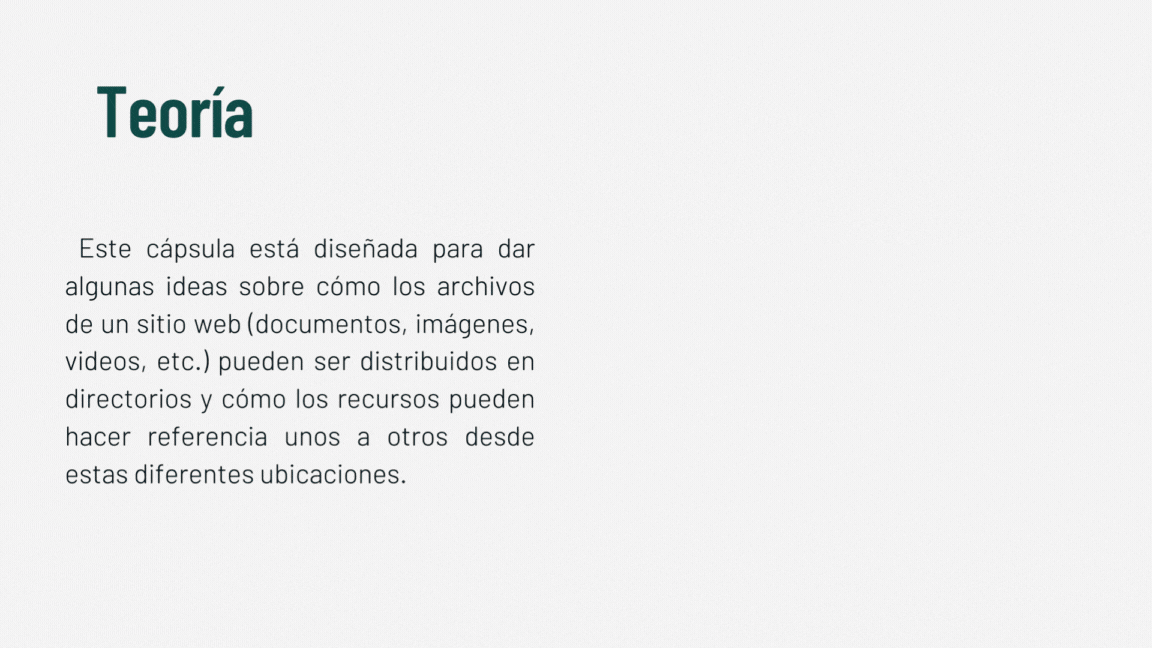 Teoría
Este cápsula está diseñada para dar
algunas ideas sobre cómo los archivos
de un sitio web (documentos, imágenes,
videos, etc.) pueden ser distribuidos en
directorios y cómo los recursos pueden
hacer referencia unos a otros desde
estas diferentes ubicaciones.